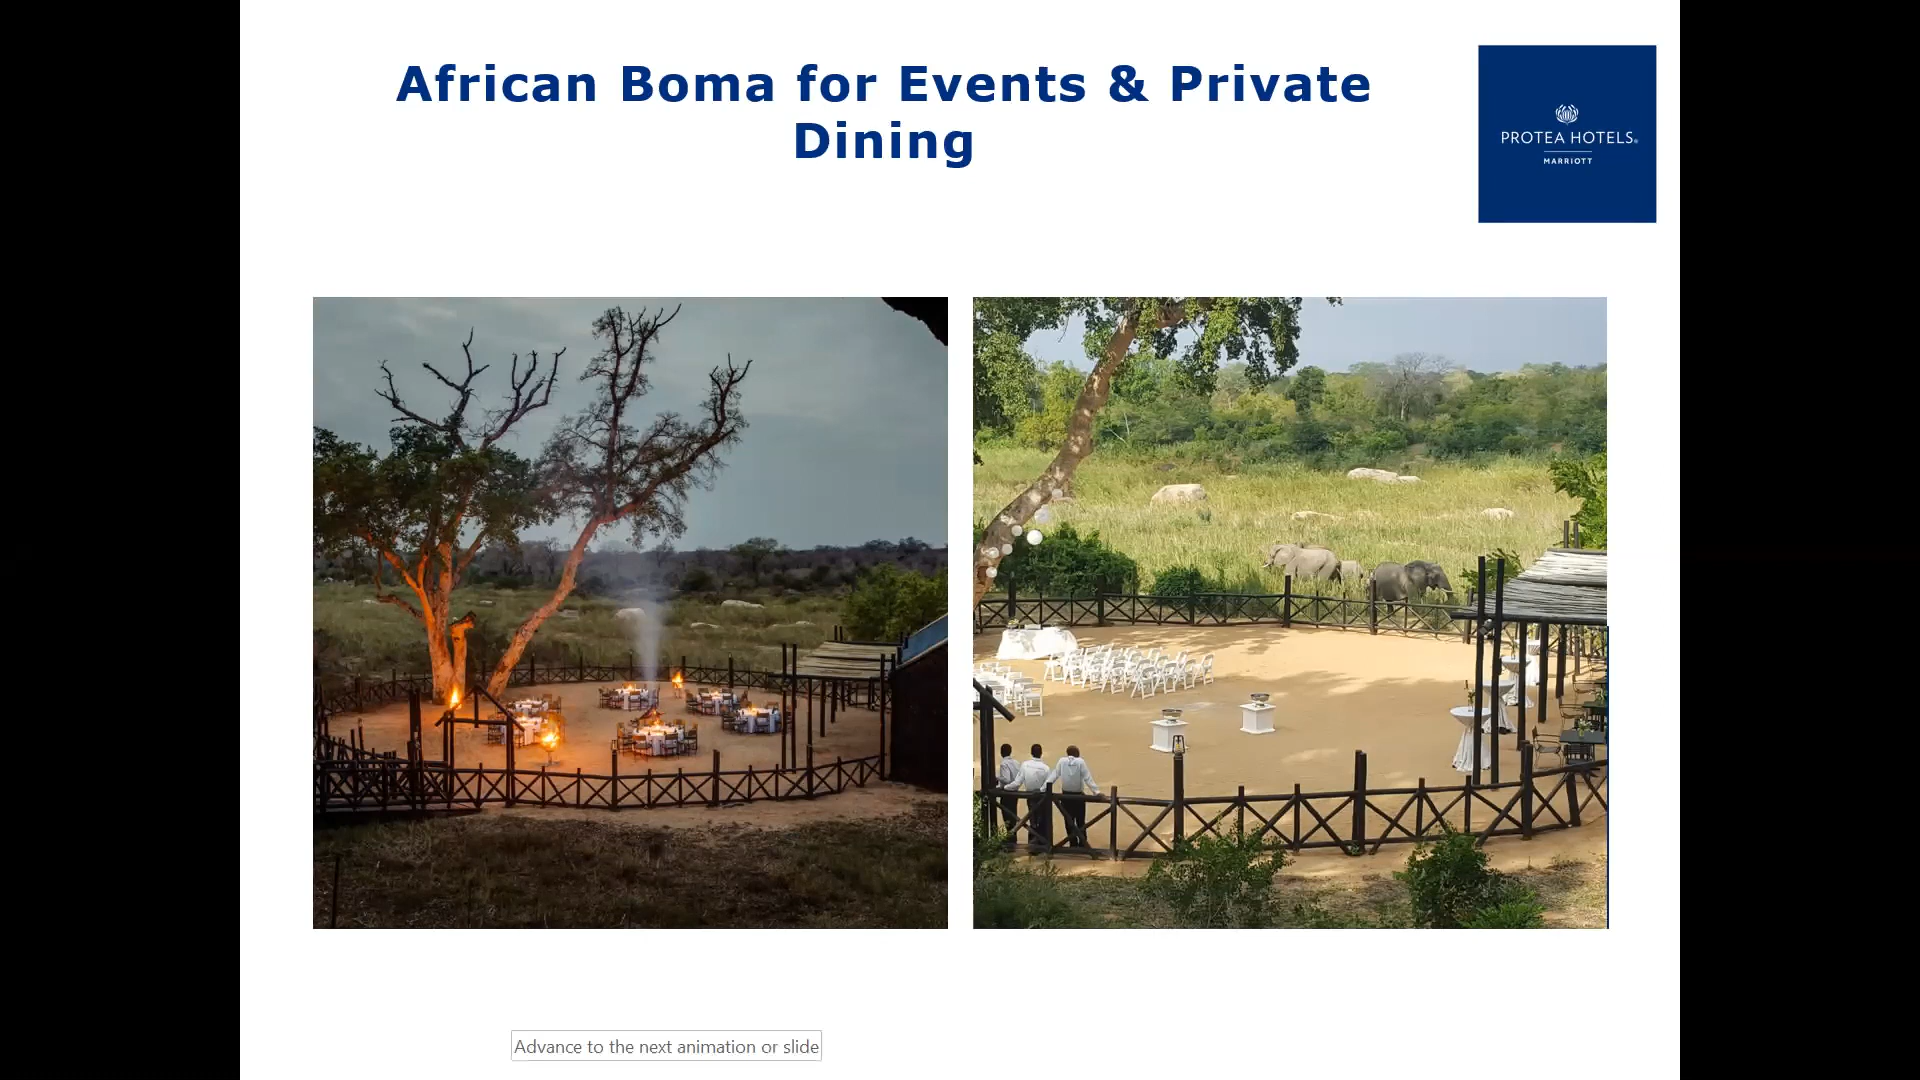 African Boma for Events & Private
Dining
PROTEA HOTELS®
MARRIOTT
Advance to the next animation or slide